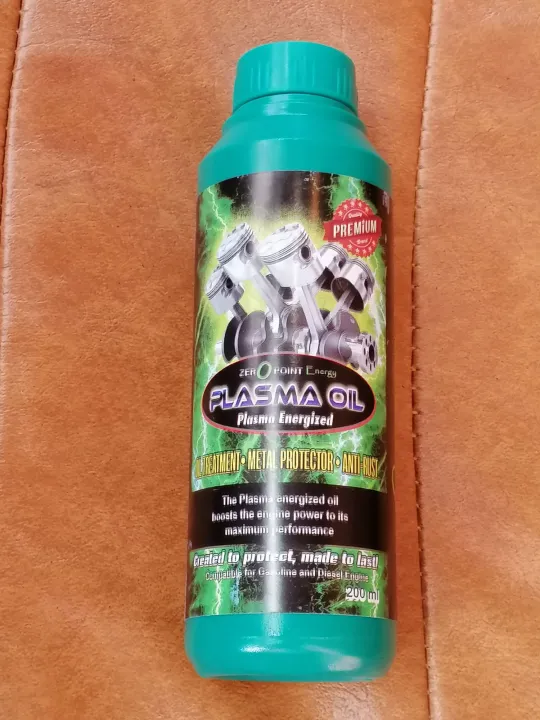 Quality
PREMIUM
Brand
ZERO POINT Energy
PLASMA OIL
Plasma Energized
TREATMENT • METAL PROTECTOR • ANTI RUST
The Plasma energized oil
boosts the engine power to its
maximum performance
Created to protect, made to last!
Compatible for Gasoline and Diesel Engine
200 ml